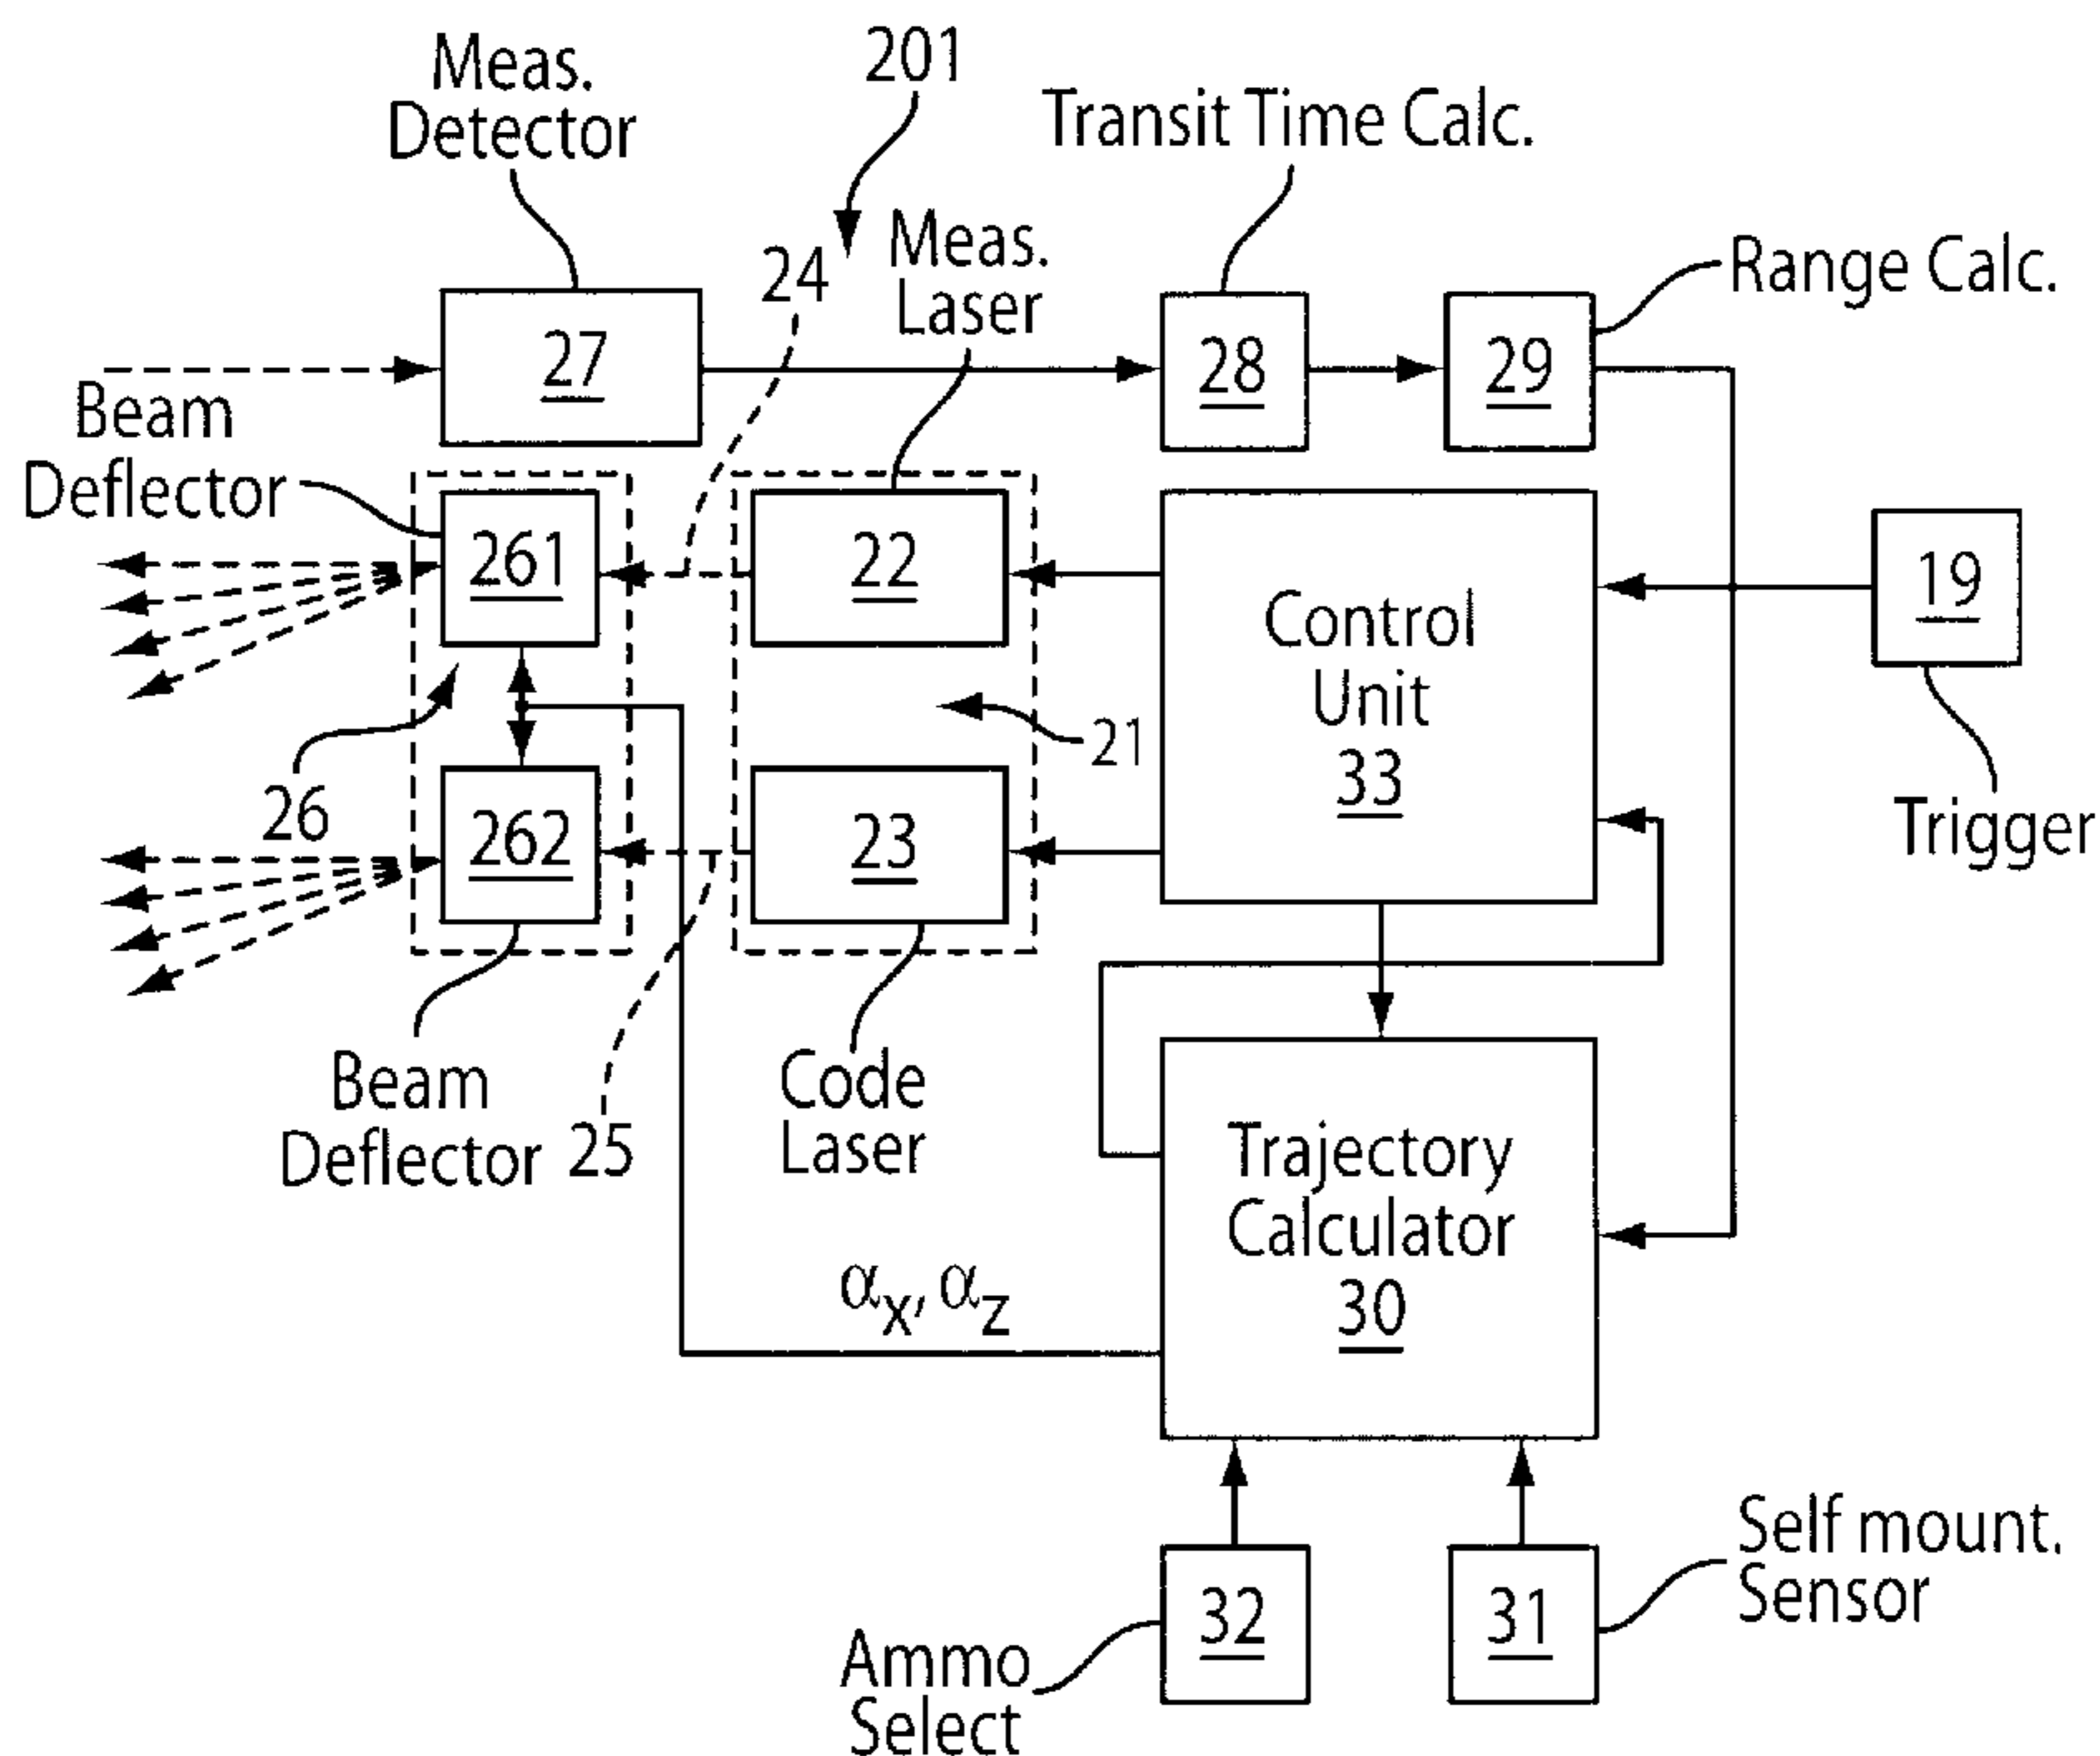 Meas.
Detector
201
Transit Time Calc.
24
Meas.
Laser
Range Calc.
27
28
29
Beam
Deflector
261
22
Control
Unit
33
19
21
26
262
23
Trigger
Beam
Deflector
25
Code
Laser
Trajectory
Calculator
30
αx, αz
32
31
Self mount.
Sensor
Ammo
Select